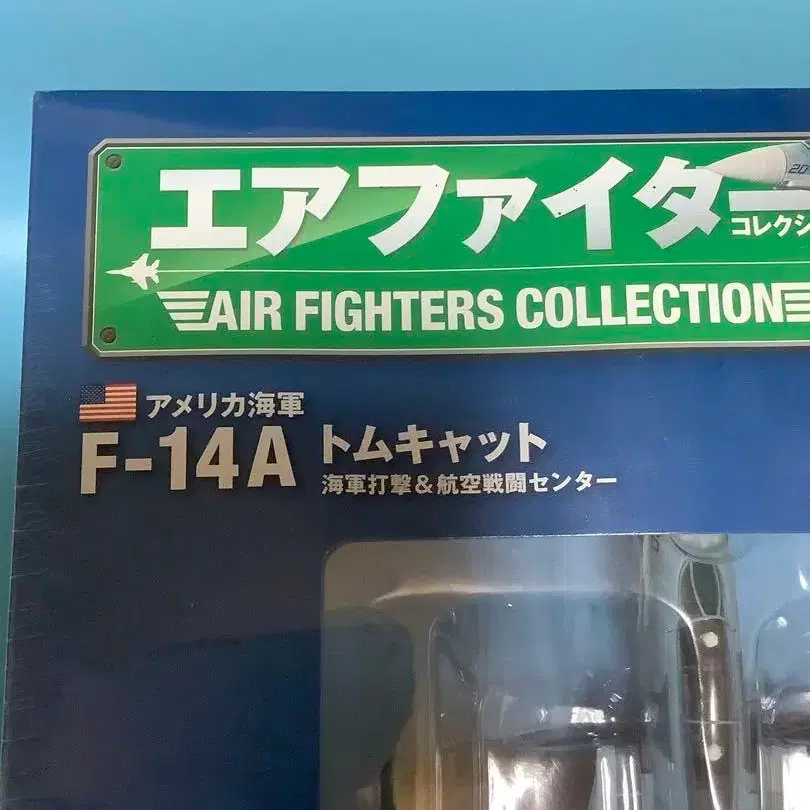 エアファイター
コレクシ
AIR FIGHTERS COLLECTION
アメリカ海軍
F-14A トムキャット
海軍打撃&航空戦闘センター